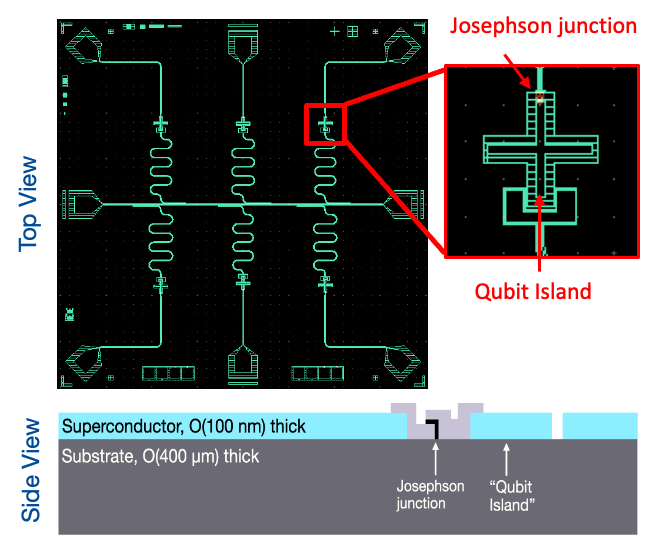 Josephson junction
Top View
Qubit Island
Side View
Superconductor, O(100 nm) thick
Substrate, O(400 μm) thick
Josephson
junction
“Qubit
Island”